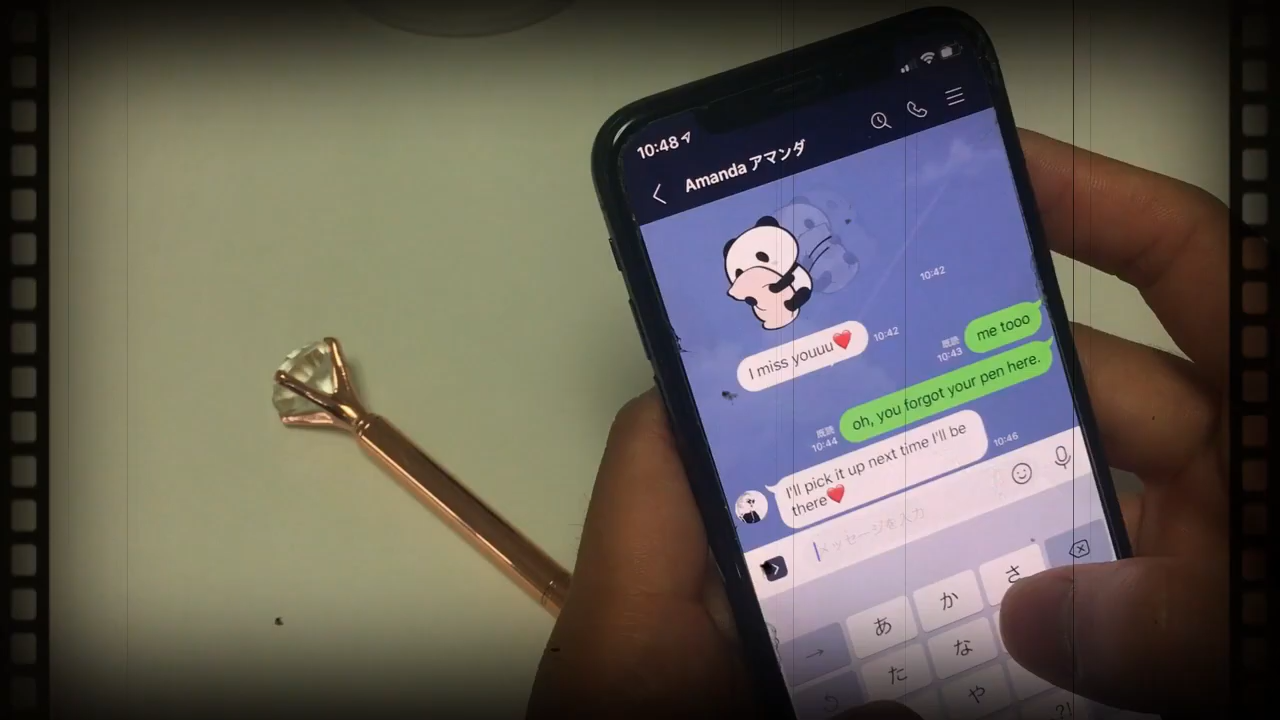 10:48
Amanda アマンダ
10:42
I miss youuu❤️
10:42
me tooo
既読
10:43
oh, you forgot your pen here.
既読
10:44
I'll pick it up next time I'll be
there❤️
10:46
メッセージを入力
あ
か
さ
た
な
や
?!